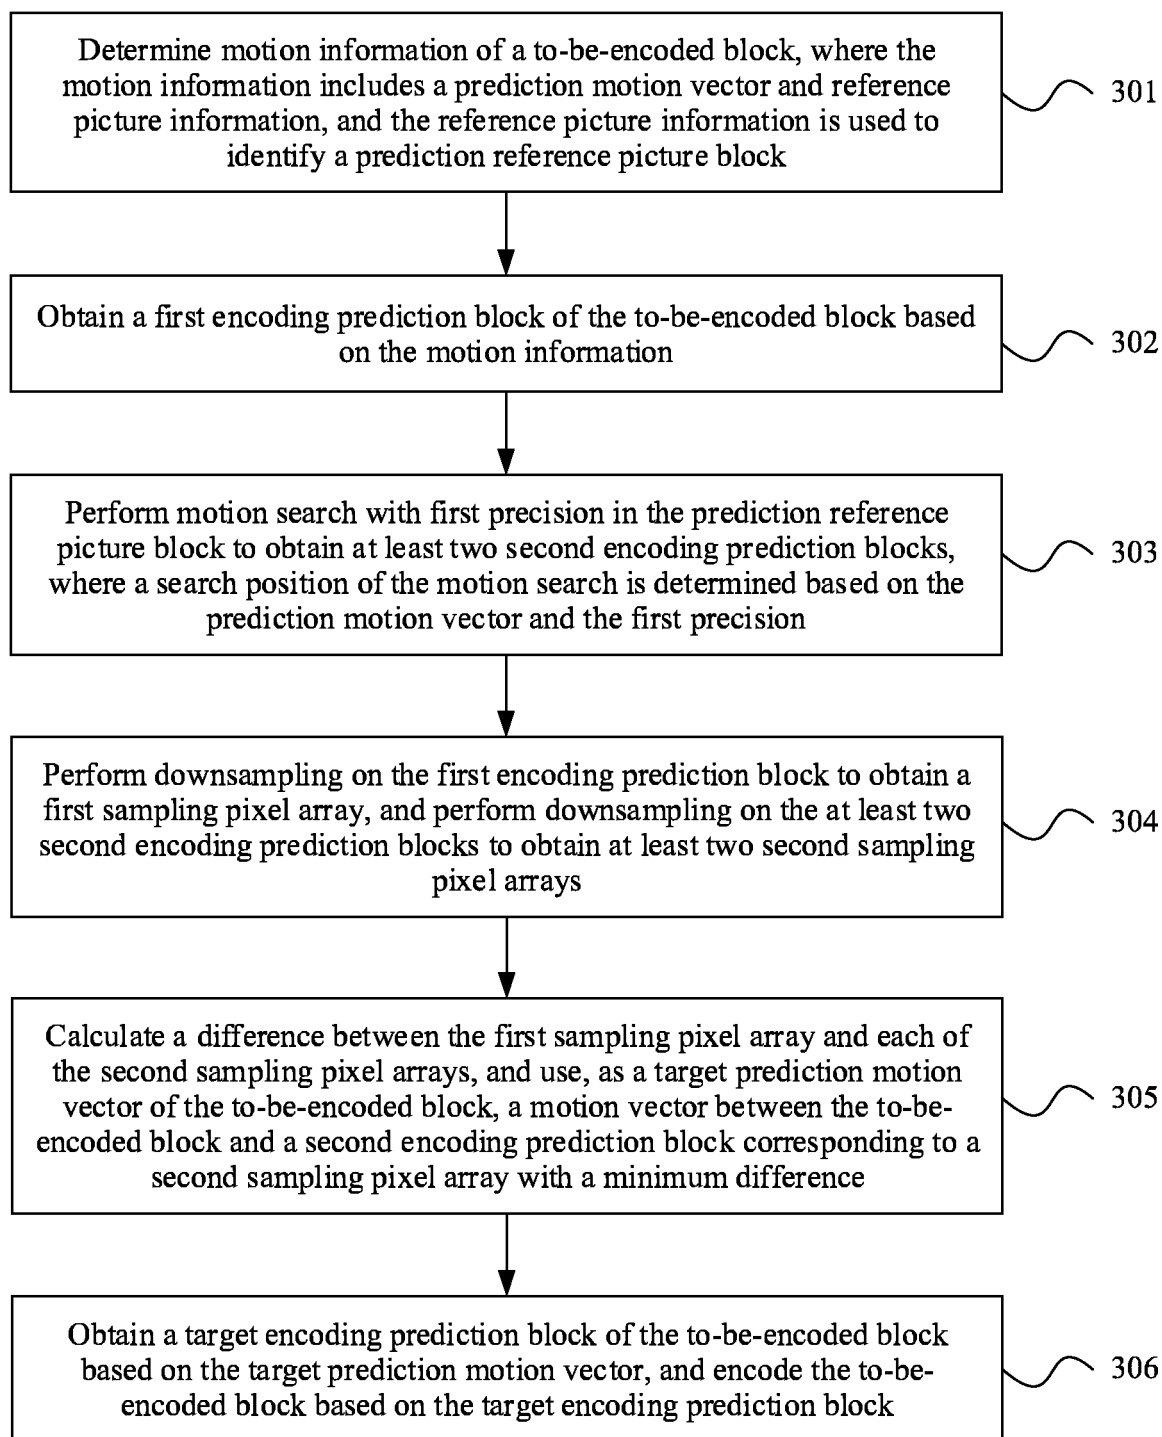 Determine motion information of a to-be-encoded block, where the
motion information includes a prediction motion vector and reference
picture information, and the reference picture information is used to
identify a prediction reference picture block
301
Obtain a first encoding prediction block of the to-be-encoded block based
on the motion information
302
Perform motion search with first precision in the prediction reference
picture block to obtain at least two second encoding prediction blocks,
where a search position of the motion search is determined based on the
prediction motion vector and the first precision
303
Perform downsampling on the first encoding prediction block to obtain a
first sampling pixel array, and perform downsampling on the at least two
second encoding prediction blocks to obtain at least two second sampling
pixel arrays
304
Calculate a difference between the first sampling pixel array and each of
the second sampling pixel arrays, and use, as a target prediction motion
vector of the to-be-encoded block, a motion vector between the to-be-
encoded block and a second encoding prediction block corresponding to a
second sampling pixel array with a minimum difference
305
Obtain a target encoding prediction block of the to-be-encoded block
based on the target prediction motion vector, and encode the to-be-
encoded block based on the target encoding prediction block
306